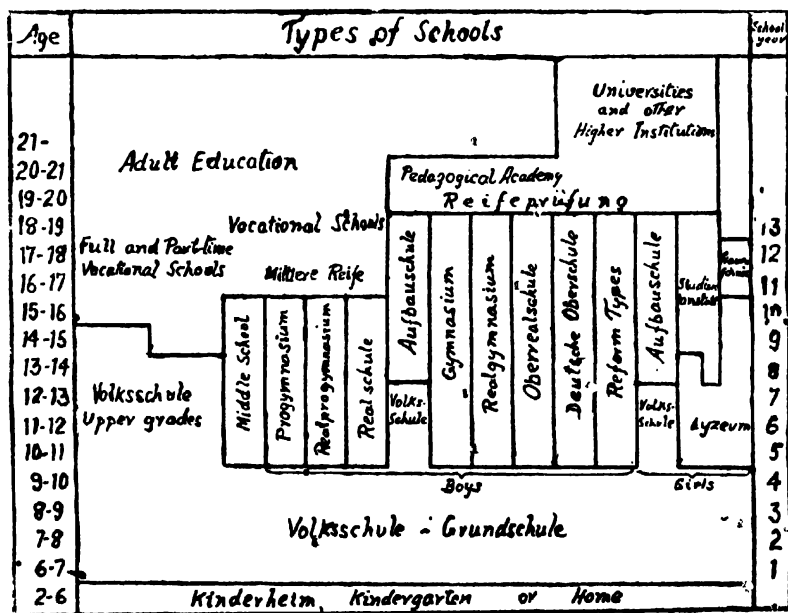 Age
Types of Schools
School year
21-
20-21
19-20
18-19
17-18
16-17
15-16
14-15
13-14
12-13
11-12
10-11
9-10
8-9
7-8
6-7
2-6
Universities
and other
Higher Institutions
Adult Education
Pedagogical Academy
Reifeprüfung
Vocational Schools
Full and Part-time
Vocational Schools
Mittlere Reife
Volksschule
Upper grades
Middle School
Progymnasium
Realprogymnasium
Realschule
Aufbauschule
Volks-
Schule
Gymnasium
Realgymnasium
Oberrealschule
Deutsche Oberschule
Reform Types
Aufbauschule
Volks-
Schule
Studien
anstalt
Lyzeum
Boys
Girls
Volksschule - Grundschule
Kinderheim, Kindergarten or Home
13
12
11
10
9
8
7
6
5
4
3
2
1